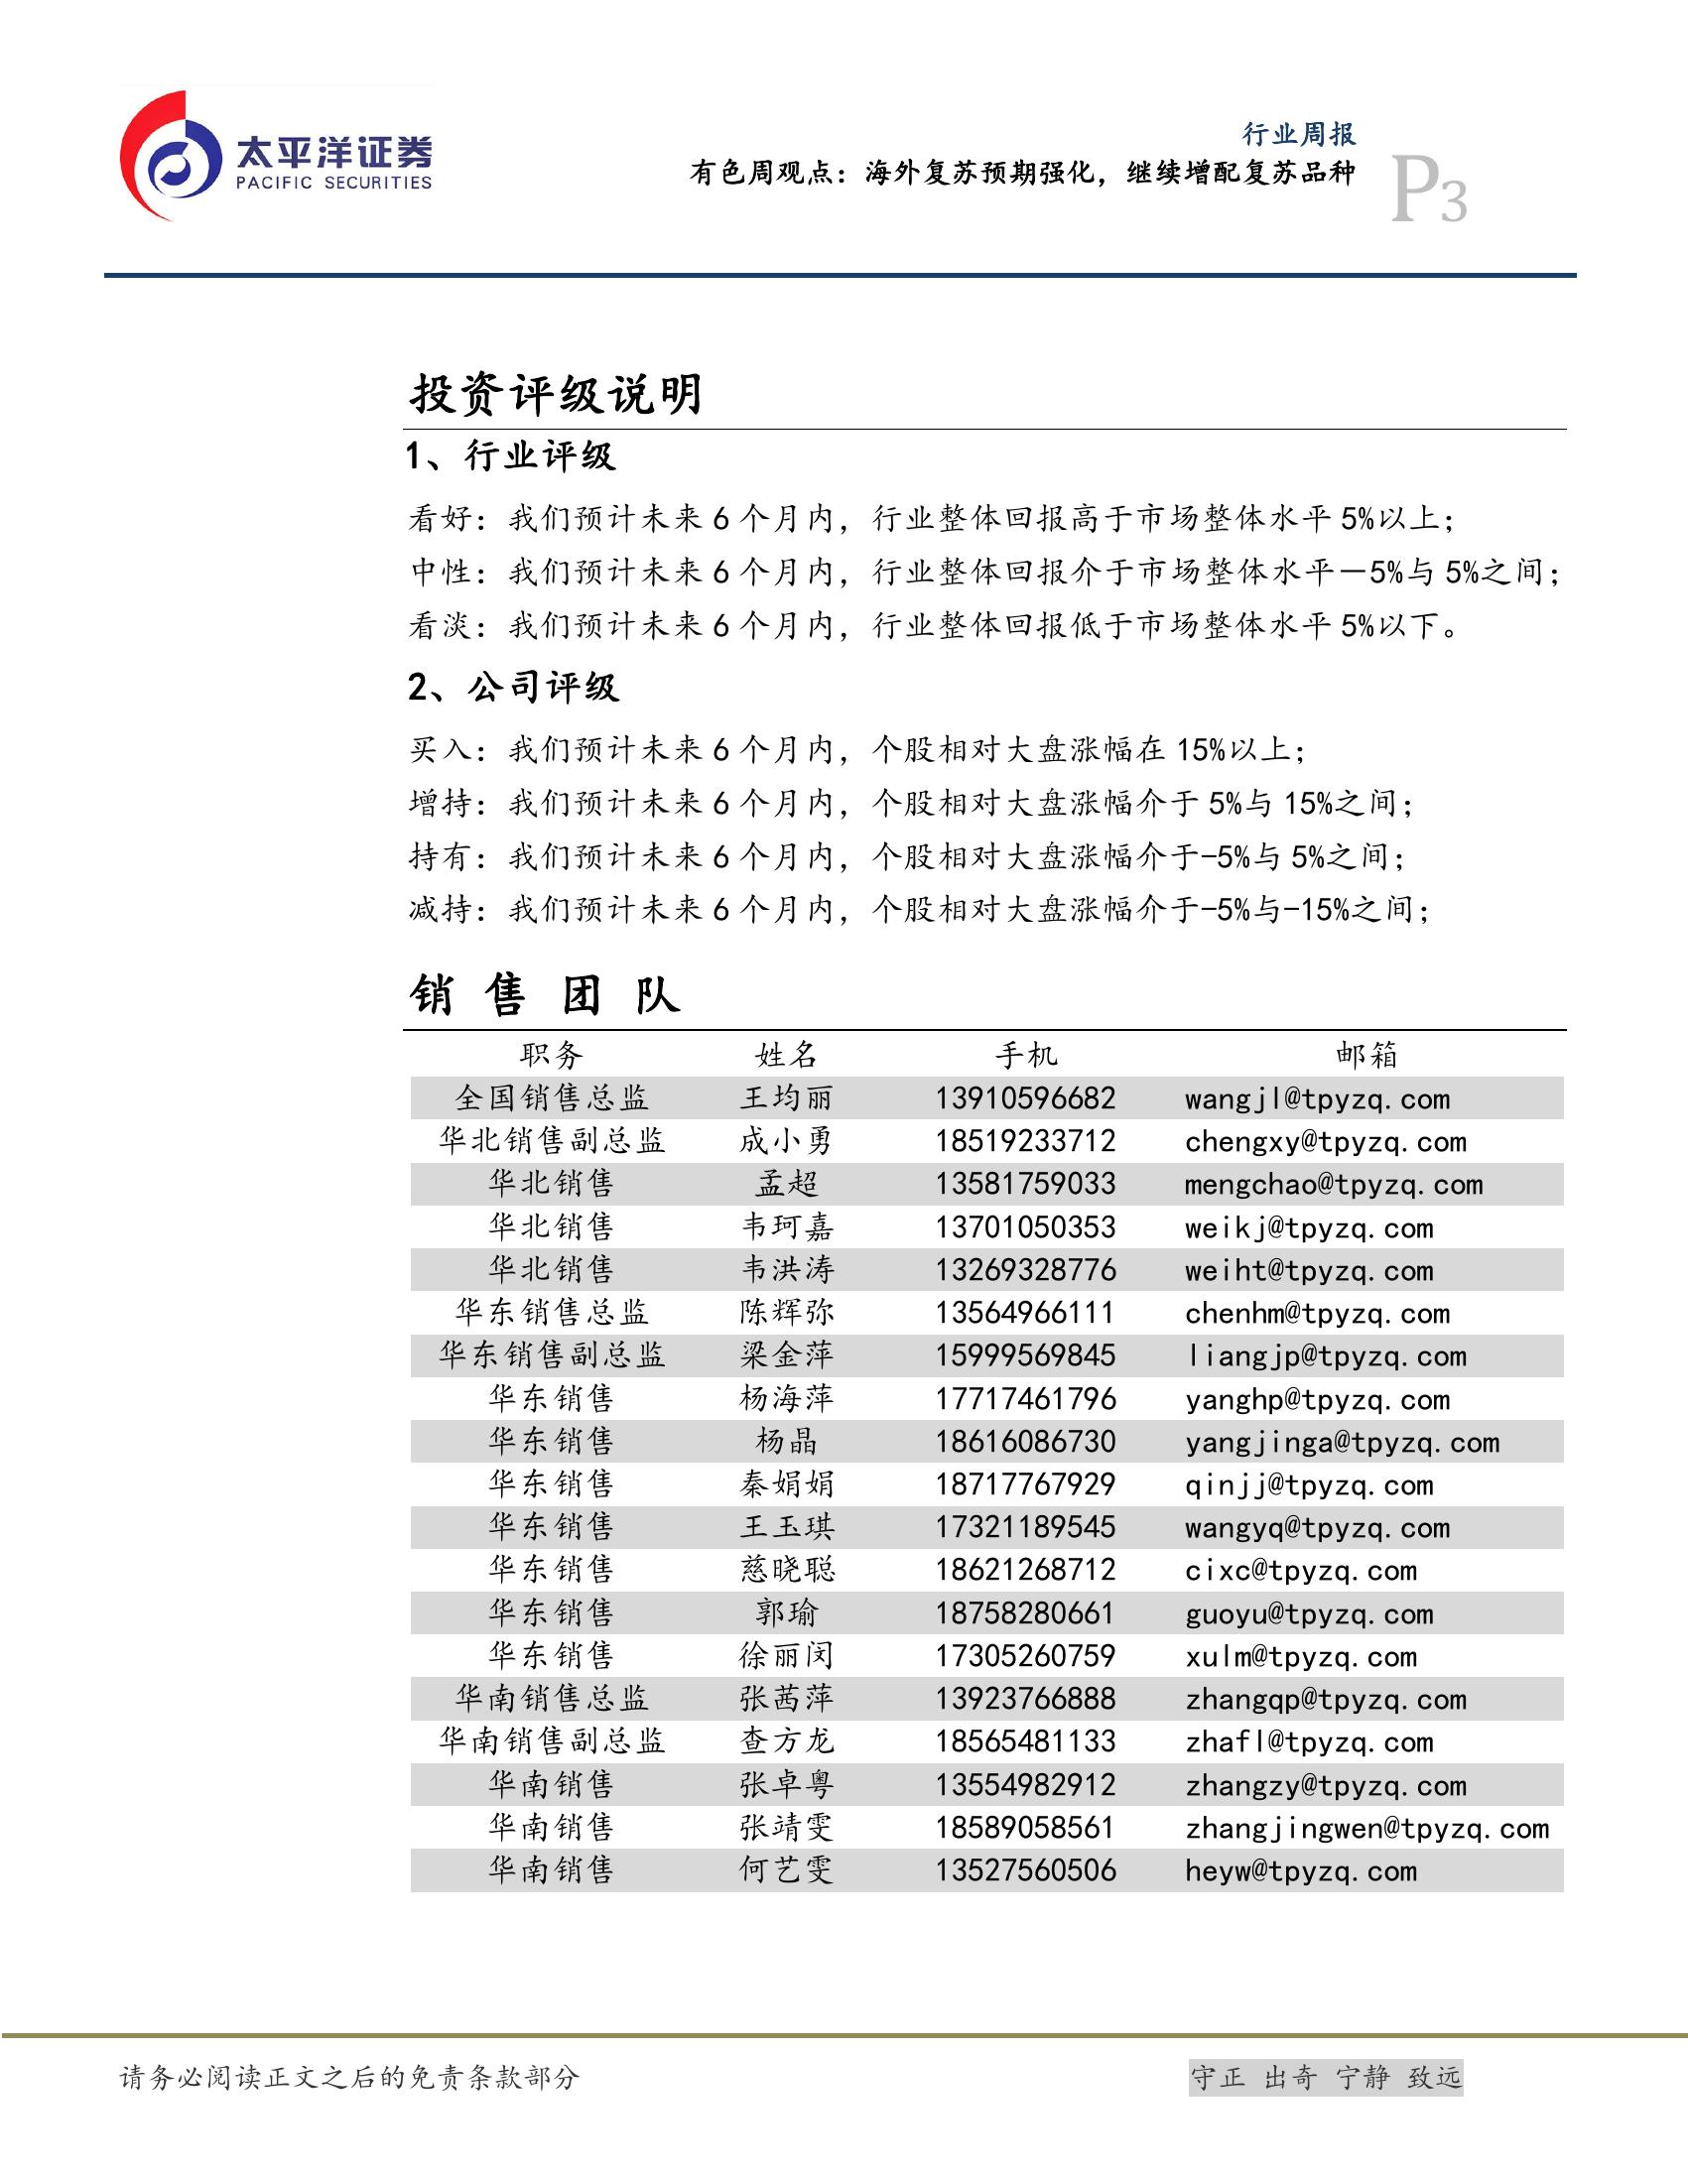 太平洋证券
PACIFIC SECURITIES
行业周报
有色周观点：海外复苏预期强化，继续增配复苏品种
P3
投资评级说明
1、行业评级
看好：我们预计未来 6 个月内，行业整体回报高于市场整体水平 5%以上；
中性：我们预计未来 6 个月内，行业整体回报介于市场整体水平－5%与 5%之间；
看淡：我们预计未来 6 个月内，行业整体回报低于市场整体水平 5%以下。
2、公司评级
买入：我们预计未来 6 个月内，个股相对大盘涨幅在 15%以上；
增持：我们预计未来 6 个月内，个股相对大盘涨幅介于 5%与 15%之间；
持有：我们预计未来 6 个月内，个股相对大盘涨幅介于-5%与 5%之间；
减持：我们预计未来 6 个月内，个股相对大盘涨幅介于-5%与-15%之间；
销 售 团 队
职务 姓名 手机 邮箱
全国销售总监 王均丽 13910596682 wangjl@tpyzq.com
华北销售副总监 成小勇 18519233712 chengxy@tpyzq.com
华北销售 孟超 13581759033 mengchao@tpyzq.com
华北销售 韦珂嘉 13701050353 weikj@tpyzq.com
华北销售 韦洪涛 13269328776 weiht@tpyzq.com
华东销售总监 陈辉弥 13564966111 chenhm@tpyzq.com
华东销售副总监 梁金萍 15999569845 liangjp@tpyzq.com
华东销售 杨海萍 17717461796 yanghp@tpyzq.com
华东销售 杨晶 18616086730 yangjinga@tpyzq.com
华东销售 秦娟娟 18717767929 qinjj@tpyzq.com
华东销售 王玉琪 17321189545 wangyq@tpyzq.com
华东销售 慈晓聪 18621268712 cixc@tpyzq.com
华东销售 郭瑜 18758280661 guoyu@tpyzq.com
华东销售 徐丽闵 17305260759 xulm@tpyzq.com
华南销售总监 张茜萍 13923766888 zhangqp@tpyzq.com
华南销售副总监 查方龙 18565481133 zhafl@tpyzq.com
华南销售 张卓粤 13554982912 zhangzy@tpyzq.com
华南销售 张靖雯 18589058561 zhangjingwen@tpyzq.com
华南销售 何艺雯 13527560506 heyw@tpyzq.com
请务必阅读正文之后的免责条款部分
守正 出奇 宁静 致远